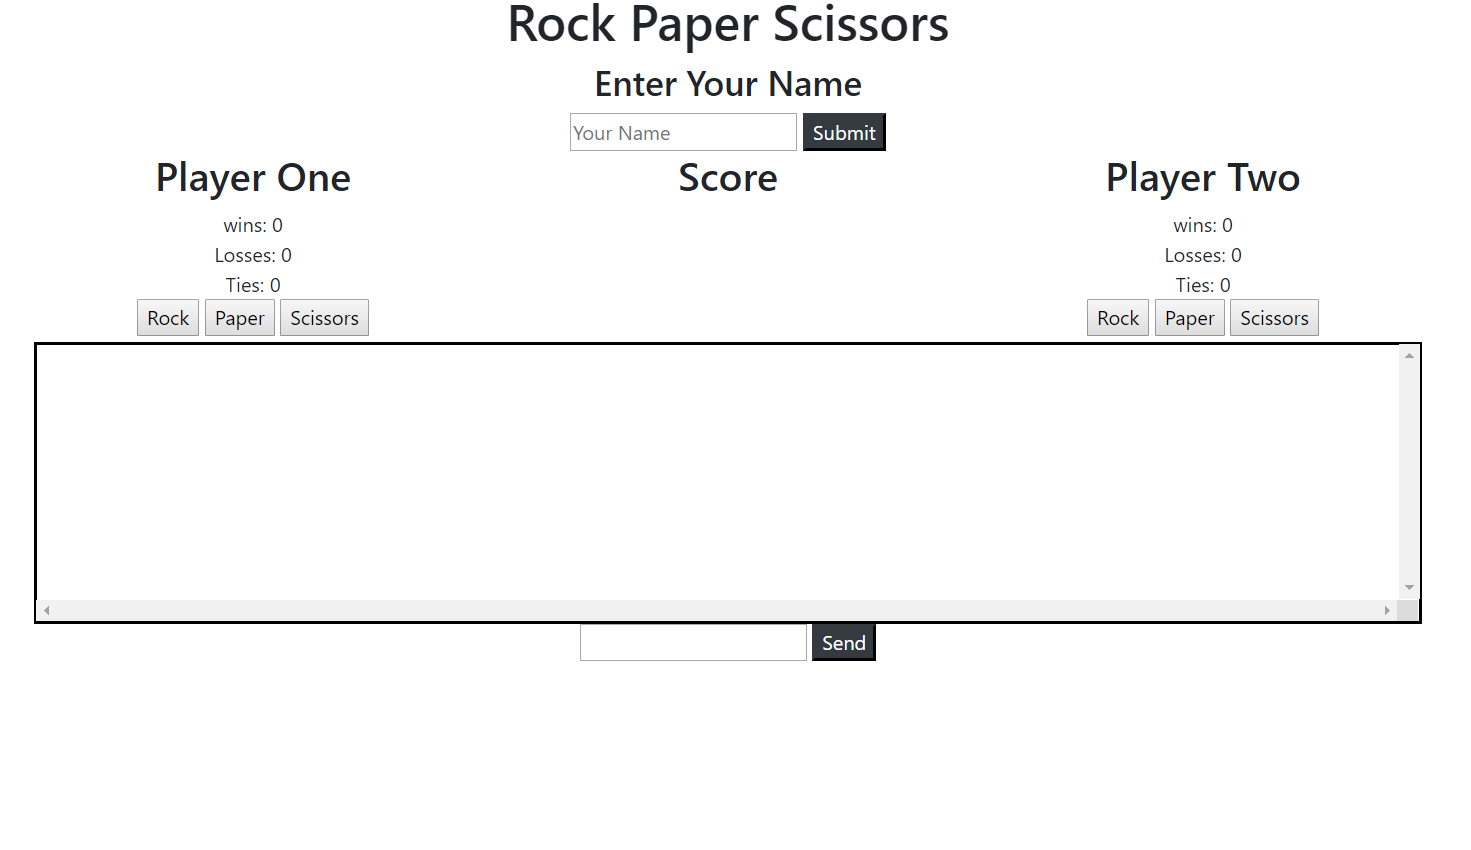 Rock Paper Scissors
Enter Your Name
Your Name Submit
Player One Score Player Two
wins: 0 wins: 0
Losses: 0 Losses: 0
Ties: 0 Ties: 0
Rock Paper Scissors Rock Paper Scissors
Send